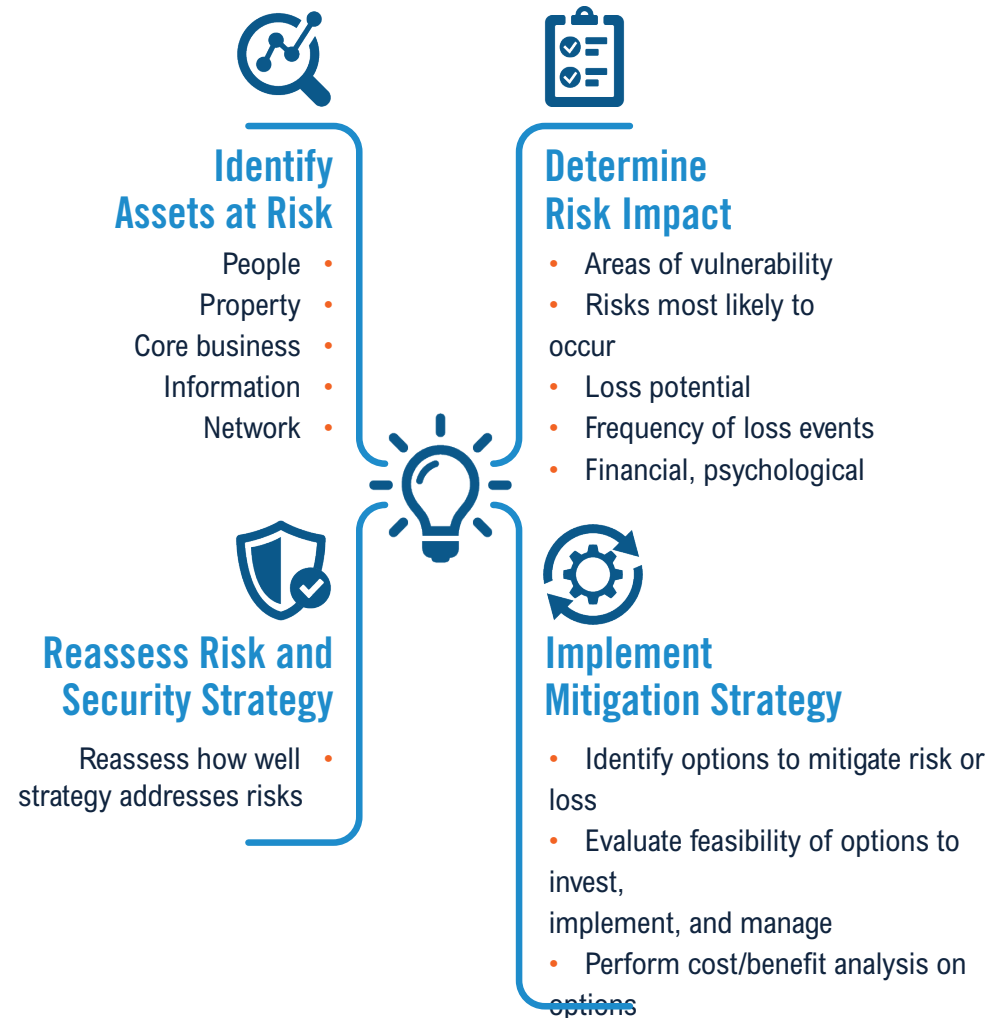 Identify
Assets at Risk
People •
Property •
Core business •
Information •
Network •
Determine
Risk Impact
• Areas of vulnerability
• Risks most likely to
occur
• Loss potential
• Frequency of loss events
• Financial, psychological
Reassess Risk and
Security Strategy
Reassess how well •
strategy addresses risks
Implement
Mitigation Strategy
• Identify options to mitigate risk or
loss
• Evaluate feasibility of options to
invest,
implement, and manage
• Perform cost/benefit analysis on
options